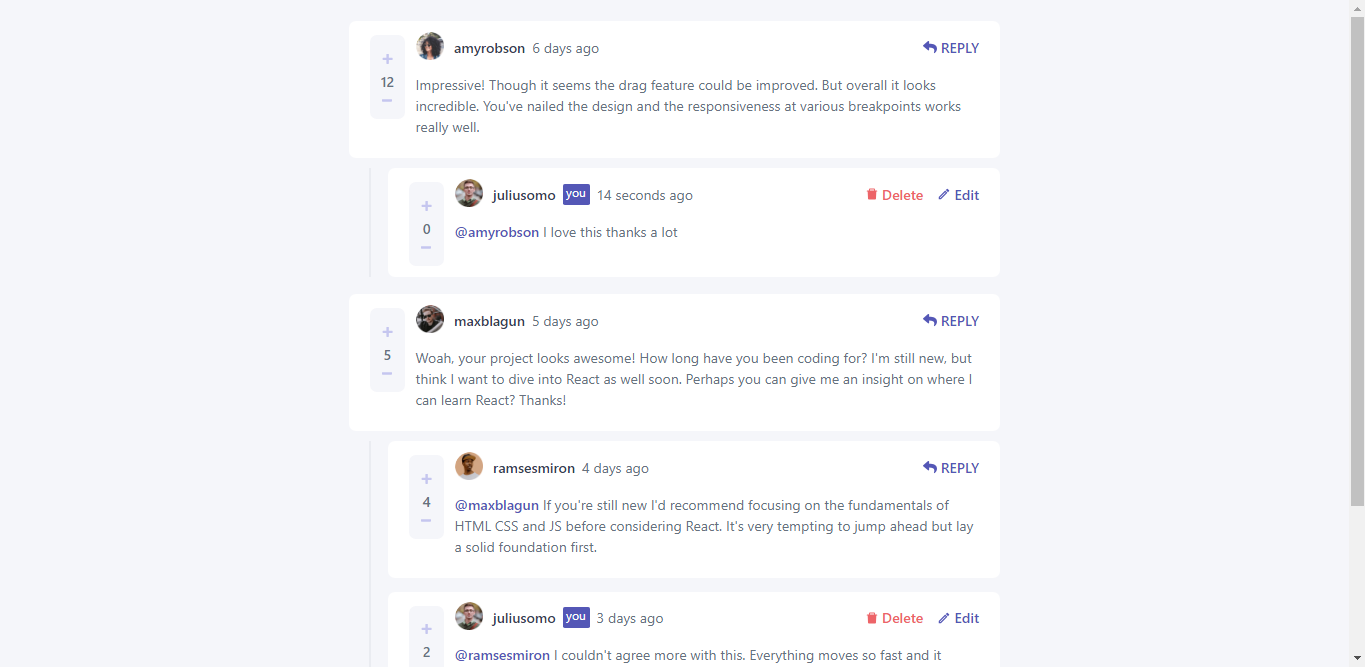 amyrobson 6 days ago REPLY
+
12
−
Impressive! Though it seems the drag feature could be improved. But overall it looks
incredible. You've nailed the design and the responsiveness at various breakpoints works
really well.
juliusomo you 14 seconds ago Delete Edit
+
0
−
@amyrobson I love this thanks a lot
maxblagun 5 days ago REPLY
+
5
−
Woah, your project looks awesome! How long have you been coding for? I'm still new, but
think I want to dive into React as well soon. Perhaps you can give me an insight on where I
can learn React? Thanks!
ramsesmiron 4 days ago REPLY
+
4
−
@maxblagun If you're still new I'd recommend focusing on the fundamentals of
HTML CSS and JS before considering React. It's very tempting to jump ahead but lay
a solid foundation first.
juliusomo you 3 days ago Delete Edit
+
2
@ramsesmiron I couldn't agree more with this. Everything moves so fast and it